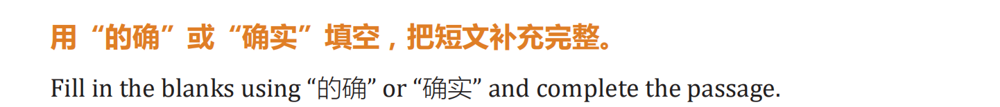 用“的确”或“确实”填空，把短文补充完整。
Fill in the blanks using “的确” or “确实” and complete the passage.